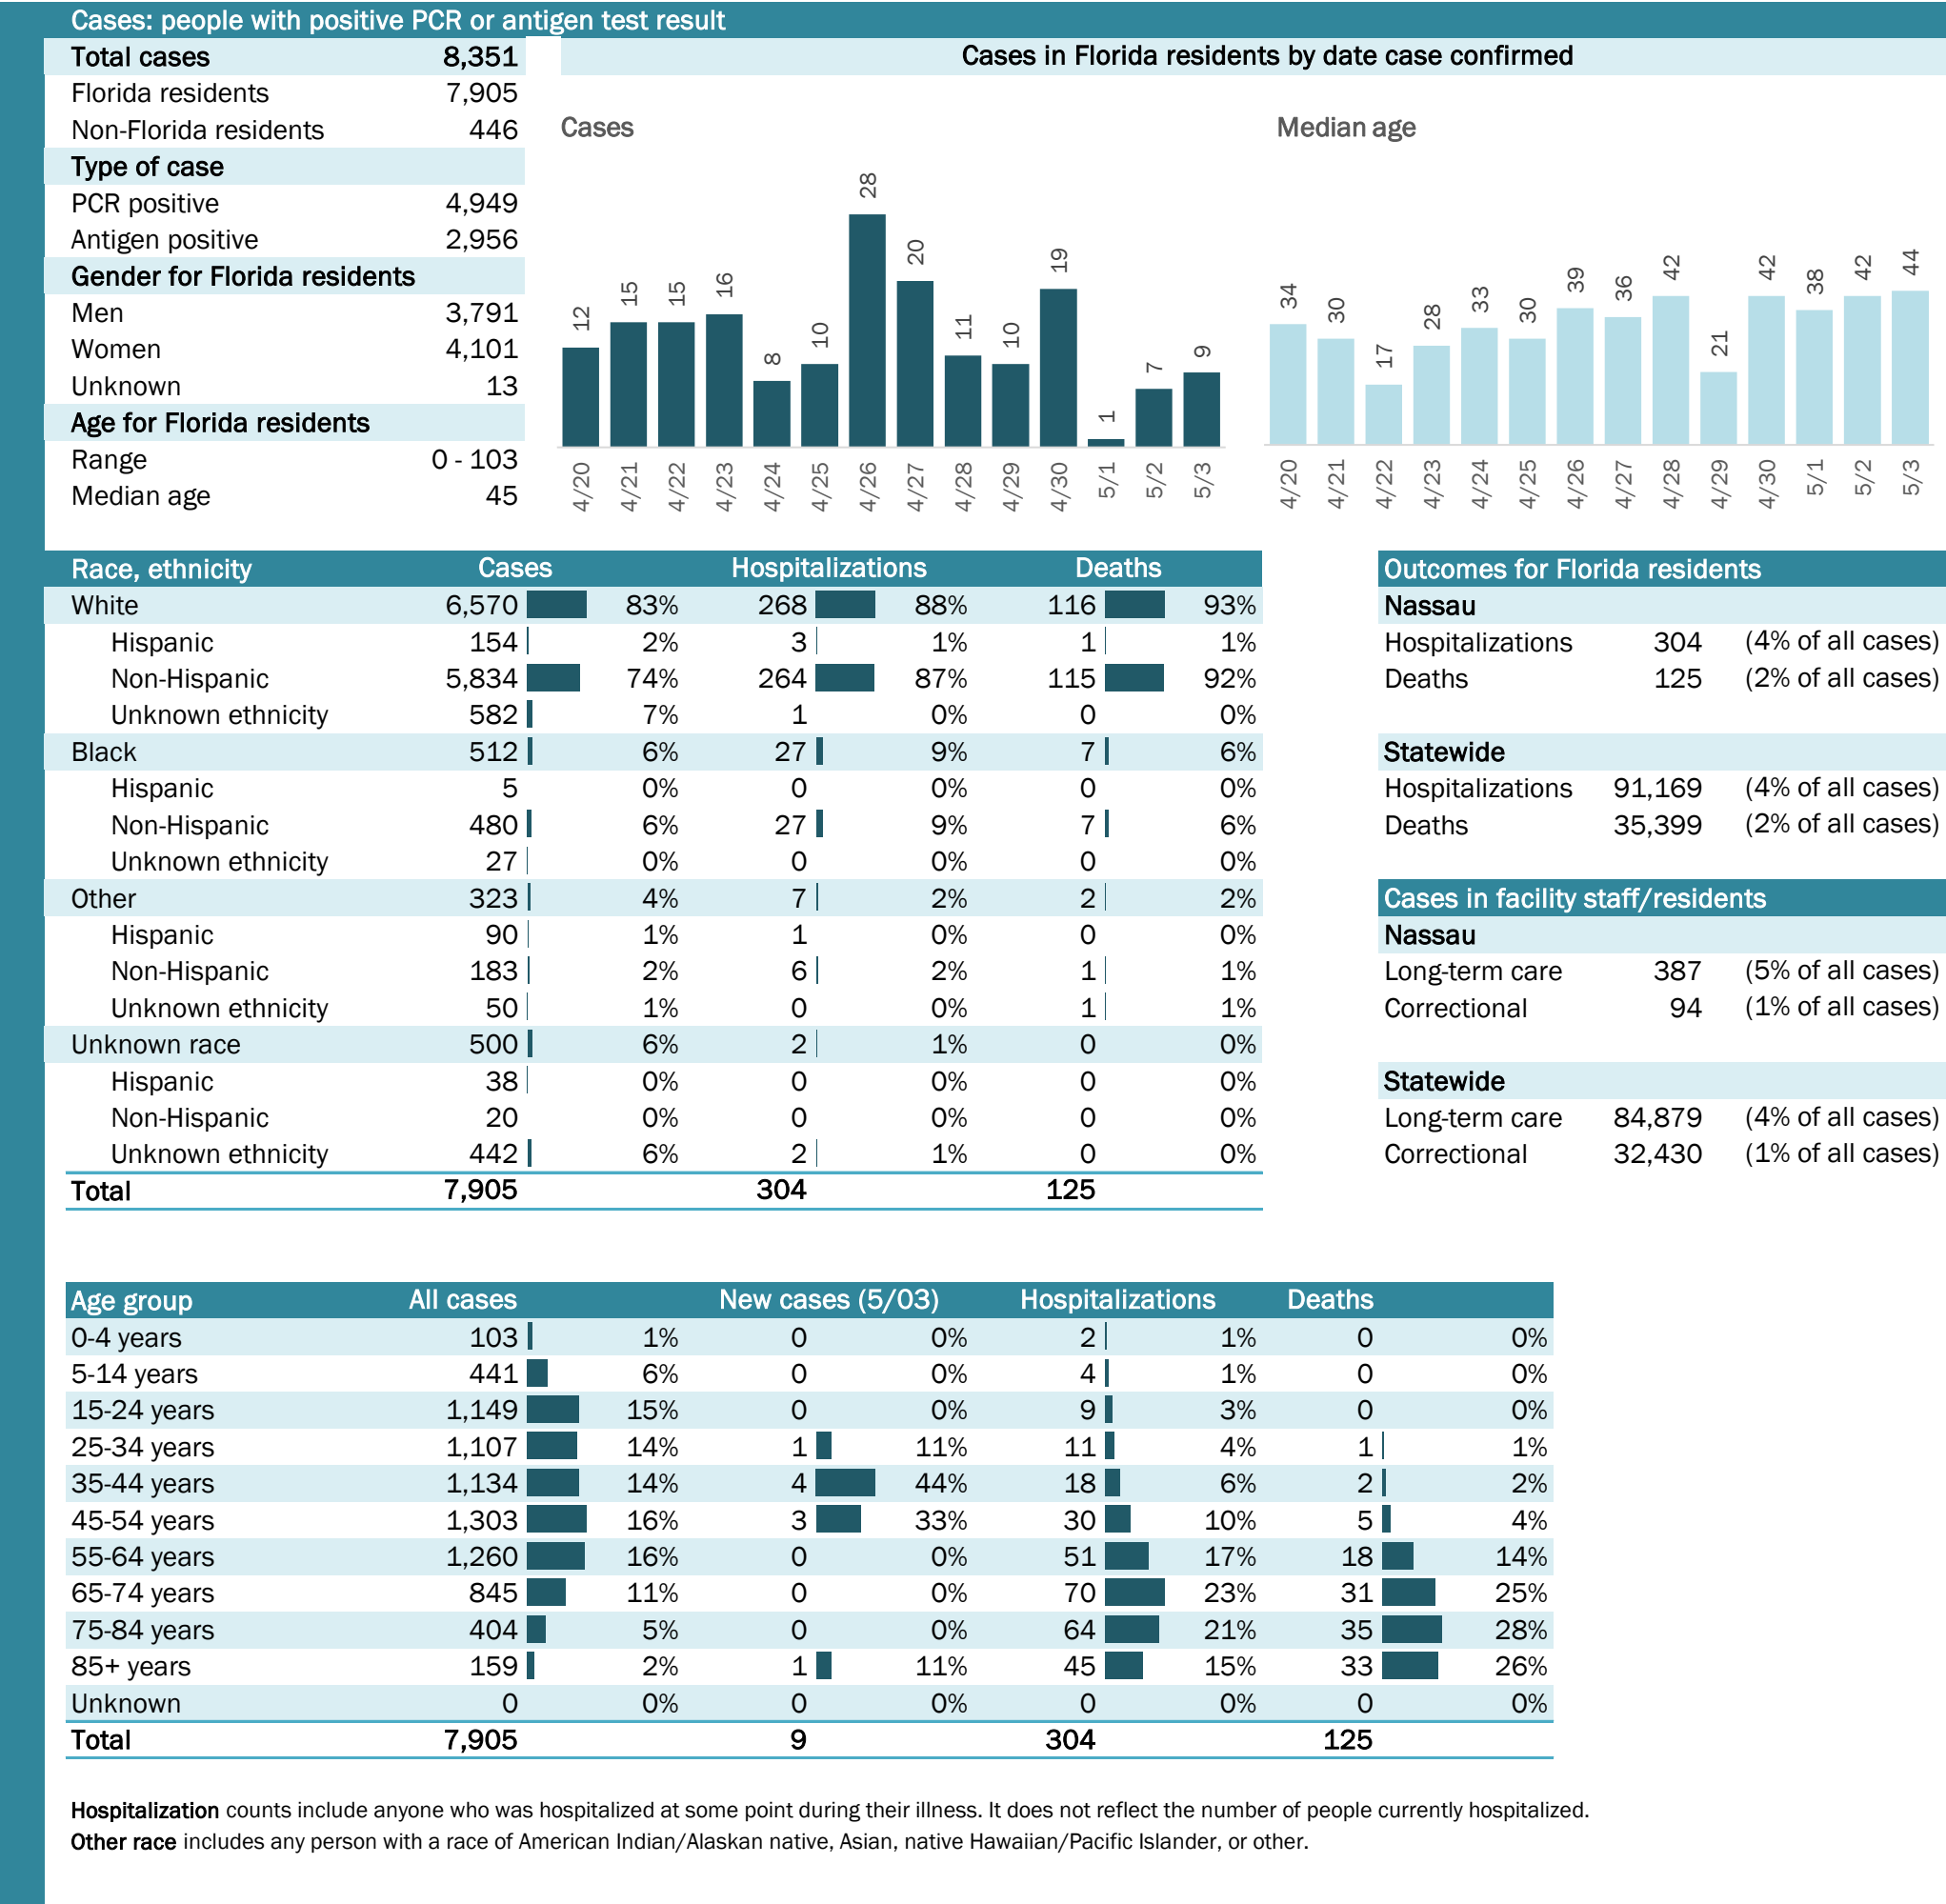 Cases: people with positive PCR or antigen test result
Total cases 8,351
Florida residents 7,905
Non-Florida residents 446
Type of case
PCR positive 4,949
Antigen positive 2,956
Gender for Florida residents
Men 3,791
Women 4,101
Unknown 13
Age for Florida residents
Range 0 - 103
Median age 45
Cases in Florida residents by date case confirmed
Cases
12 15 15 16 8 10 28 20 11 10 19 1 7 9
4/20 4/21 4/22 4/23 4/24 4/25 4/26 4/27 4/28 4/29 4/30 5/1 5/2 5/3
Median age
34 30 17 28 33 30 39 36 42 21 42 38 42 44
4/20 4/21 4/22 4/23 4/24 4/25 4/26 4/27 4/28 4/29 4/30 5/1 5/2 5/3
Race, ethnicity Cases Hospitalizations Deaths
White 6,570 83% 268 88% 116 93%
Hispanic 154 2% 3 1% 1 1%
Non-Hispanic 5,834 74% 264 87% 115 92%
Unknown ethnicity 582 7% 1 0% 0 0%
Black 512 6% 27 9% 7 6%
Hispanic 5 0% 0 0% 0 0%
Non-Hispanic 480 6% 27 9% 7 6%
Unknown ethnicity 27 0% 0 0% 0 0%
Other 323 4% 7 2% 2 2%
Hispanic 90 1% 1 0% 0 0%
Non-Hispanic 183 2% 6 2% 1 1%
Unknown ethnicity 50 1% 0 0% 1 1%
Unknown race 500 6% 2 1% 0 0%
Hispanic 38 0% 0 0% 0 0%
Non-Hispanic 20 0% 0 0% 0 0%
Unknown ethnicity 442 6% 2 1% 0 0%
Total 7,905 304 125
Outcomes for Florida residents
Nassau
Hospitalizations 304 (4% of all cases)
Deaths 125 (2% of all cases)
Statewide
Hospitalizations 91,169 (4% of all cases)
Deaths 35,399 (2% of all cases)
Cases in facility staff/residents
Nassau
Long-term care 387 (5% of all cases)
Correctional 94 (1% of all cases)
Statewide
Long-term care 84,879 (4% of all cases)
Correctional 32,430 (1% of all cases)
Age group All cases New cases (5/03) Hospitalizations Deaths
0-4 years 103 1% 0 0% 2 1% 0 0%
5-14 years 441 6% 0 0% 4 1% 0 0%
15-24 years 1,149 15% 0 0% 9 3% 0 0%
25-34 years 1,107 14% 1 11% 11 4% 1 1%
35-44 years 1,134 14% 4 44% 18 6% 2 2%
45-54 years 1,303 16% 3 33% 30 10% 5 4%
55-64 years 1,260 16% 0 0% 51 17% 18 14%
65-74 years 845 11% 0 0% 70 23% 31 25%
75-84 years 404 5% 0 0% 64 21% 35 28%
85+ years 159 2% 1 11% 45 15% 33 26%
Unknown 0 0% 0 0% 0 0% 0 0%
Total 7,905 9 304 125
Hospitalization counts include anyone who was hospitalized at some point during their illness. It does not reflect the number of people currently hospitalized.
Other race includes any person with a race of American Indian/Alaskan native, Asian, native Hawaiian/Pacific Islander, or other.